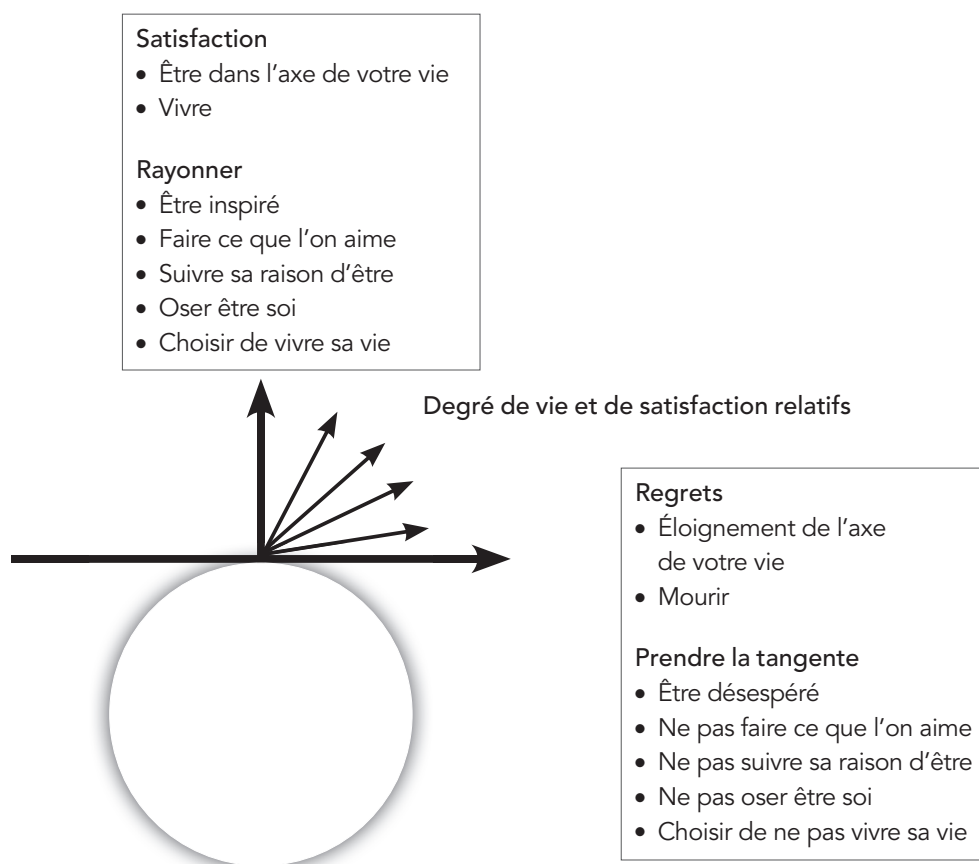 Satisfaction
• Être dans l'axe de votre vie
• Vivre
Rayonner
• Être inspiré
• Faire ce que l'on aime
• Suivre sa raison d'être
• Oser être soi
• Choisir de vivre sa vie
Degré de vie et de satisfaction relatifs
Regrets
• Éloignement de l'axe
de votre vie
• Mourir
Prendre la tangente
• Être désespéré
• Ne pas faire ce que l'on aime
• Ne pas suivre sa raison d'être
• Ne pas oser être soi
• Choisir de ne pas vivre sa vie